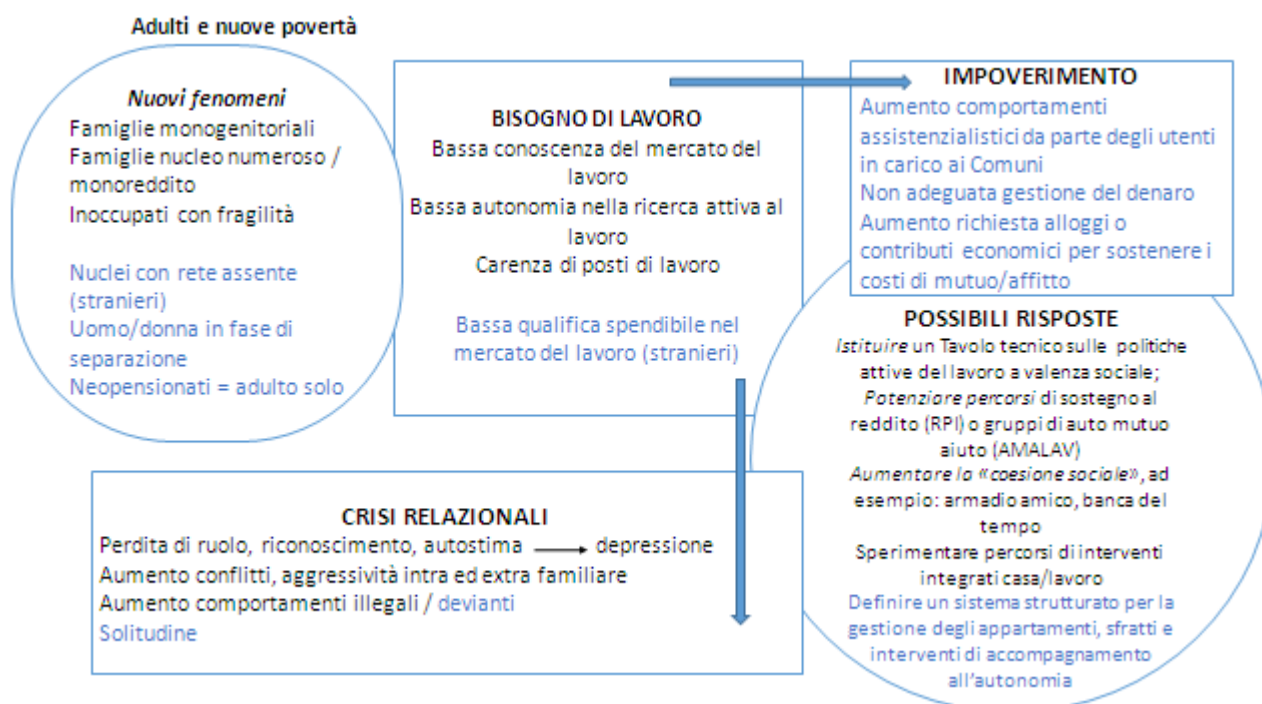 Adulti e nuove povertà
Nuovi fenomeni
Famiglie monogenitoriali
Famiglie nucleo numeroso /
monoreddito
Inoccupati con fragilità
Nuclei con rete assente
(stranieri)
Uomo/donna in fase di
separazione
Neopensionati = adulto solo
BISOGNO DI LAVORO
Bassa conoscenza del mercato del
lavoro
Bassa autonomia nella ricerca attiva al
lavoro
Carenza di posti di lavoro
Bassa qualifica spendibile nel
mercato del lavoro (stranieri)
IMPOVERIMENTO
Aumento comportamenti
assistenzialistici da parte degli utenti
in carico ai Comuni
Non adeguata gestione del denaro
Aumento richiesta alloggi o
contributi economici per sostenere i
costi di mutuo/affitto
POSSIBILI RISPOSTE
Istituire un Tavolo tecnico sulle politiche
attive del lavoro a valenza sociale;
Potenziare percorsi di sostegno al
reddito (RPI) o gruppi di auto mutuo
aiuto (AMALAV)
Aumentare la «coesione sociale», ad
esempio: armadio amico, banca del
tempo
Sperimentare percorsi di interventi
integrati casa/lavoro
Definire un sistema strutturato per la
gestione degli appartamenti, sfratti e
interventi di accompagnamento
all'autonomia
CRISI RELAZIONALI
Perdita di ruolo, riconoscimento, autostima → depressione
Aumento conflitti, aggressività intra ed extra familiare
Aumento comportamenti illegali / devianti
Solitudine